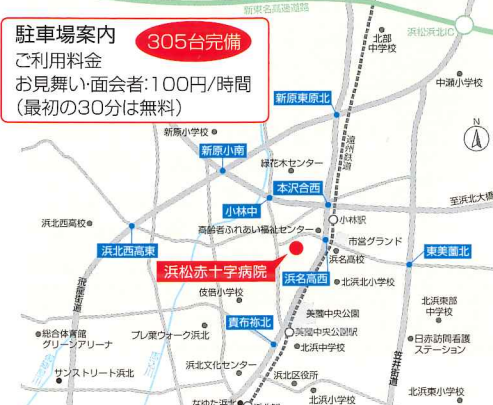 駐車場案内
305台完備
ご利用料金
お見舞い・面会者:100円/時間
(最初の30分は無料)
新東名高速道路
浜松浜北IC
北部
中学校
中瀬小学校
N
新原東原北
新原小学校
遠州鉄道
新原小南
緑花木センター
本沢合西
至浜北大橋
小林中
小林駅
浜北西高校
高齢者ふれあい福祉センター
市営グランド
浜北西高東
浜名高校
東美薗北
浜松赤十字病院
浜名高西
浜北北小学校
飛龍街道
伎倍小学校
美薗中央公園
北浜東部
中学校
貴布祢北
総合体育館
グリーンアリーナ
プレ葉ウォーク浜北
美薗中央公園駅
北浜中学校
日赤訪問看護
ステーション
笠井街道
サンストリート浜北
浜北文化センター
浜北区役所
なゆた浜北
北浜小学校
北浜東小学校